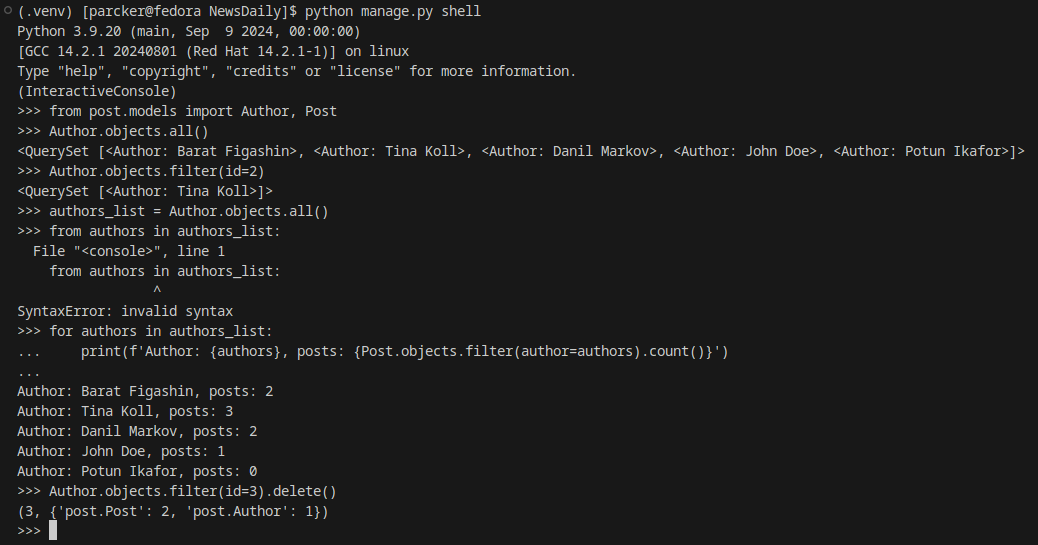 (.venv) [parcker@fedora NewsDaily]$ python manage.py shell
Python 3.9.20 (main, Sep  9 2024, 00:00:00)
[GCC 14.2.1 20240801 (Red Hat 14.2.1-1)] on linux
Type "help", "copyright", "credits" or "license" for more information.
(InteractiveConsole)
>>> from post.models import Author, Post
>>> Author.objects.all()
<QuerySet [<Author: Barat Figashin>, <Author: Tina Koll>, <Author: Danil Markov>, <Author: John Doe>, <Author: Potun Ikafor>]>
>>> Author.objects.filter(id=2)
<QuerySet [<Author: Tina Koll>]>
>>> authors_list = Author.objects.all()
>>> from authors in authors_list:
  File "<console>", line 1
    from authors in authors_list:
                 ^
SyntaxError: invalid syntax
>>> for authors in authors_list:
...     print(f'Author: {authors}, posts: {Post.objects.filter(author=authors).count()}')
...
Author: Barat Figashin, posts: 2
Author: Tina Koll, posts: 3
Author: Danil Markov, posts: 2
Author: John Doe, posts: 1
Author: Potun Ikafor, posts: 0
>>> Author.objects.filter(id=3).delete()
(3, {'post.Post': 2, 'post.Author': 1})
>>>